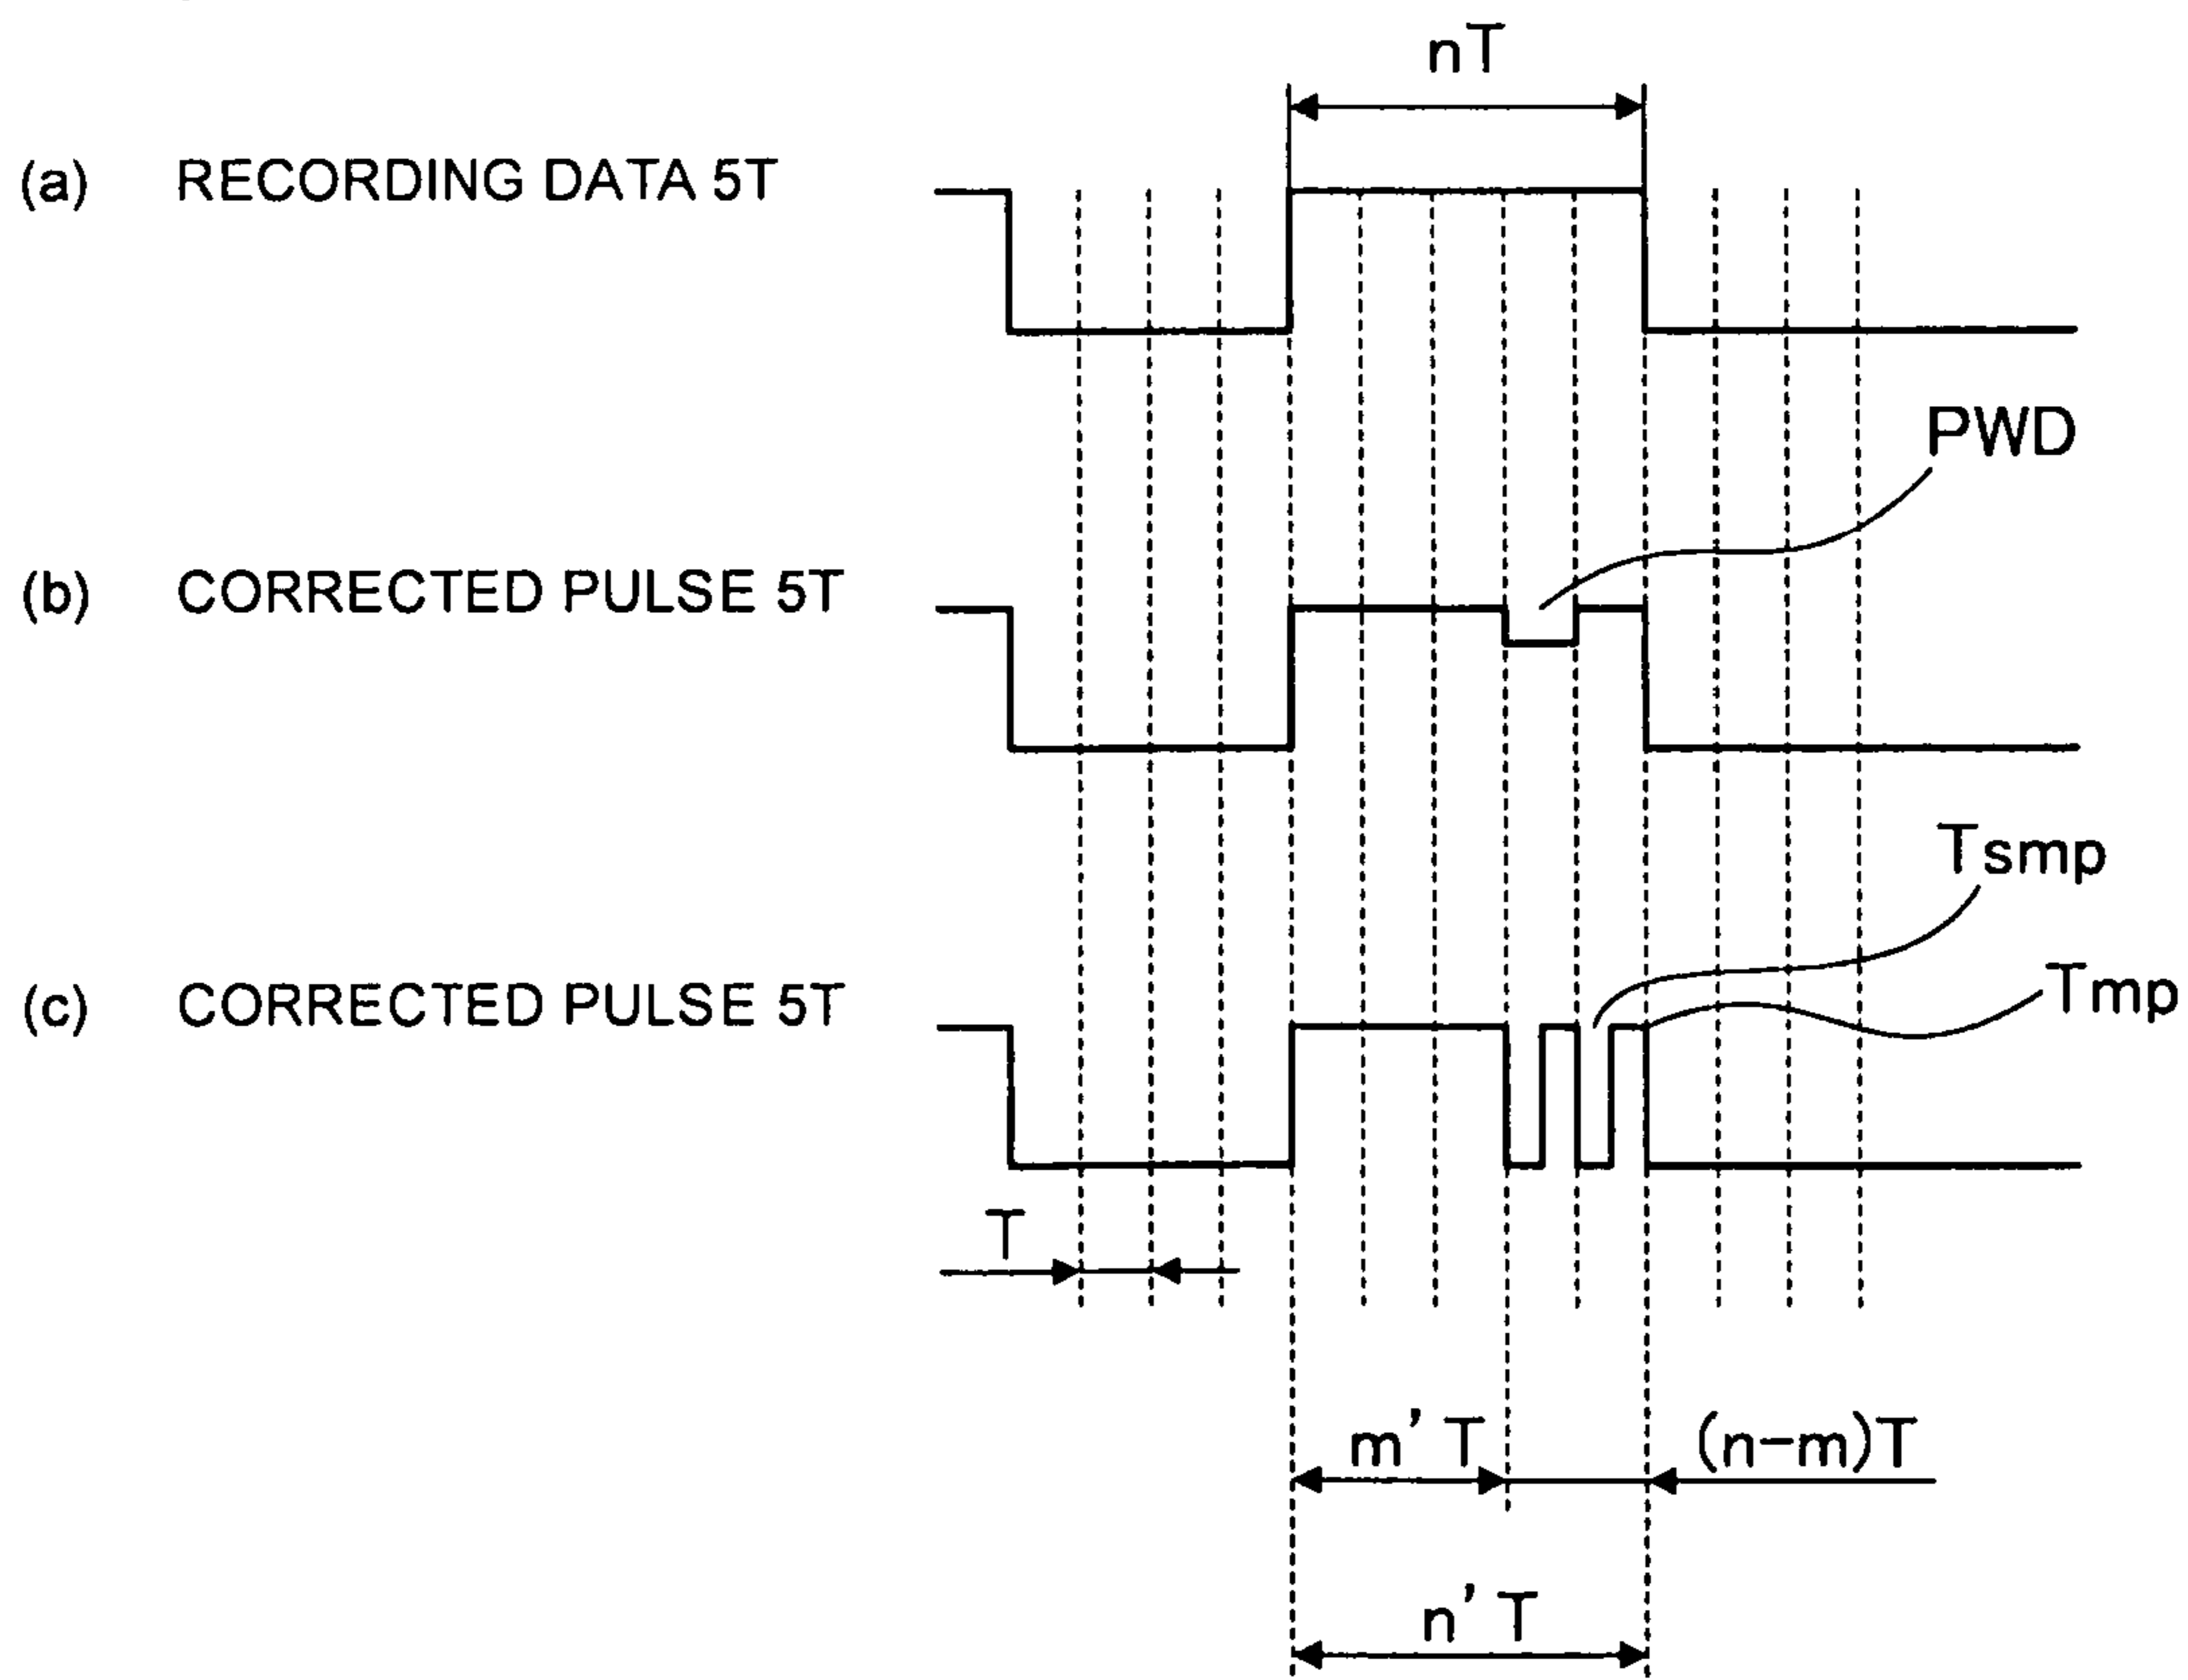 nT
(a) RECORDING DATA 5T
PWD
(b) CORRECTED PULSE 5T
Tsmp
Tmp
(c) CORRECTED PULSE 5T
T
m' T
(n-m)T
n' T